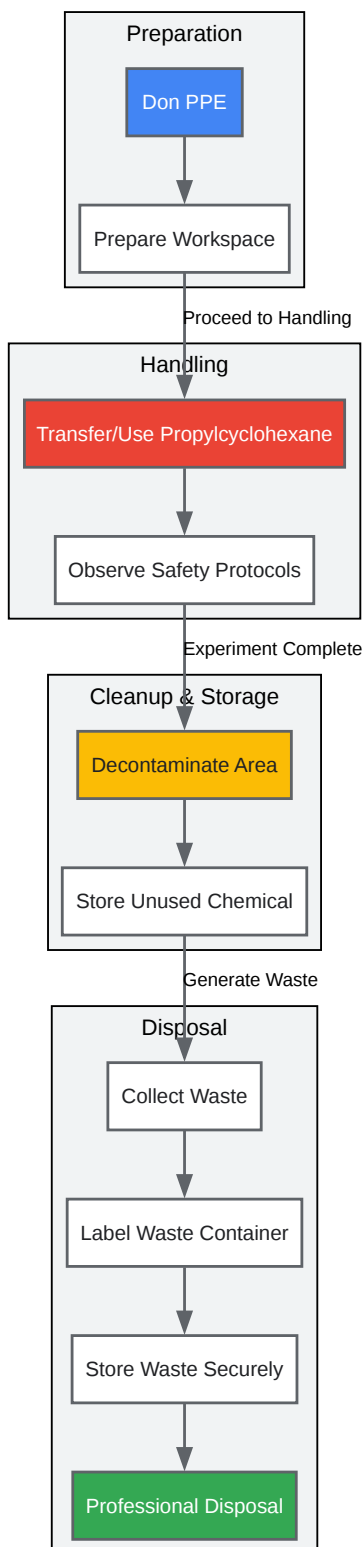 Preparation
Don PPE
Prepare Workspace
Proceed to Handling
Handling
Transfer/Use Propylcyclohexane
Observe Safety Protocols
Experiment Complete
Cleanup & Storage
Decontaminate Area
Store Unused Chemical
Generate Waste
Disposal
Collect Waste
Label Waste Container
Store Waste Securely
Professional Disposal